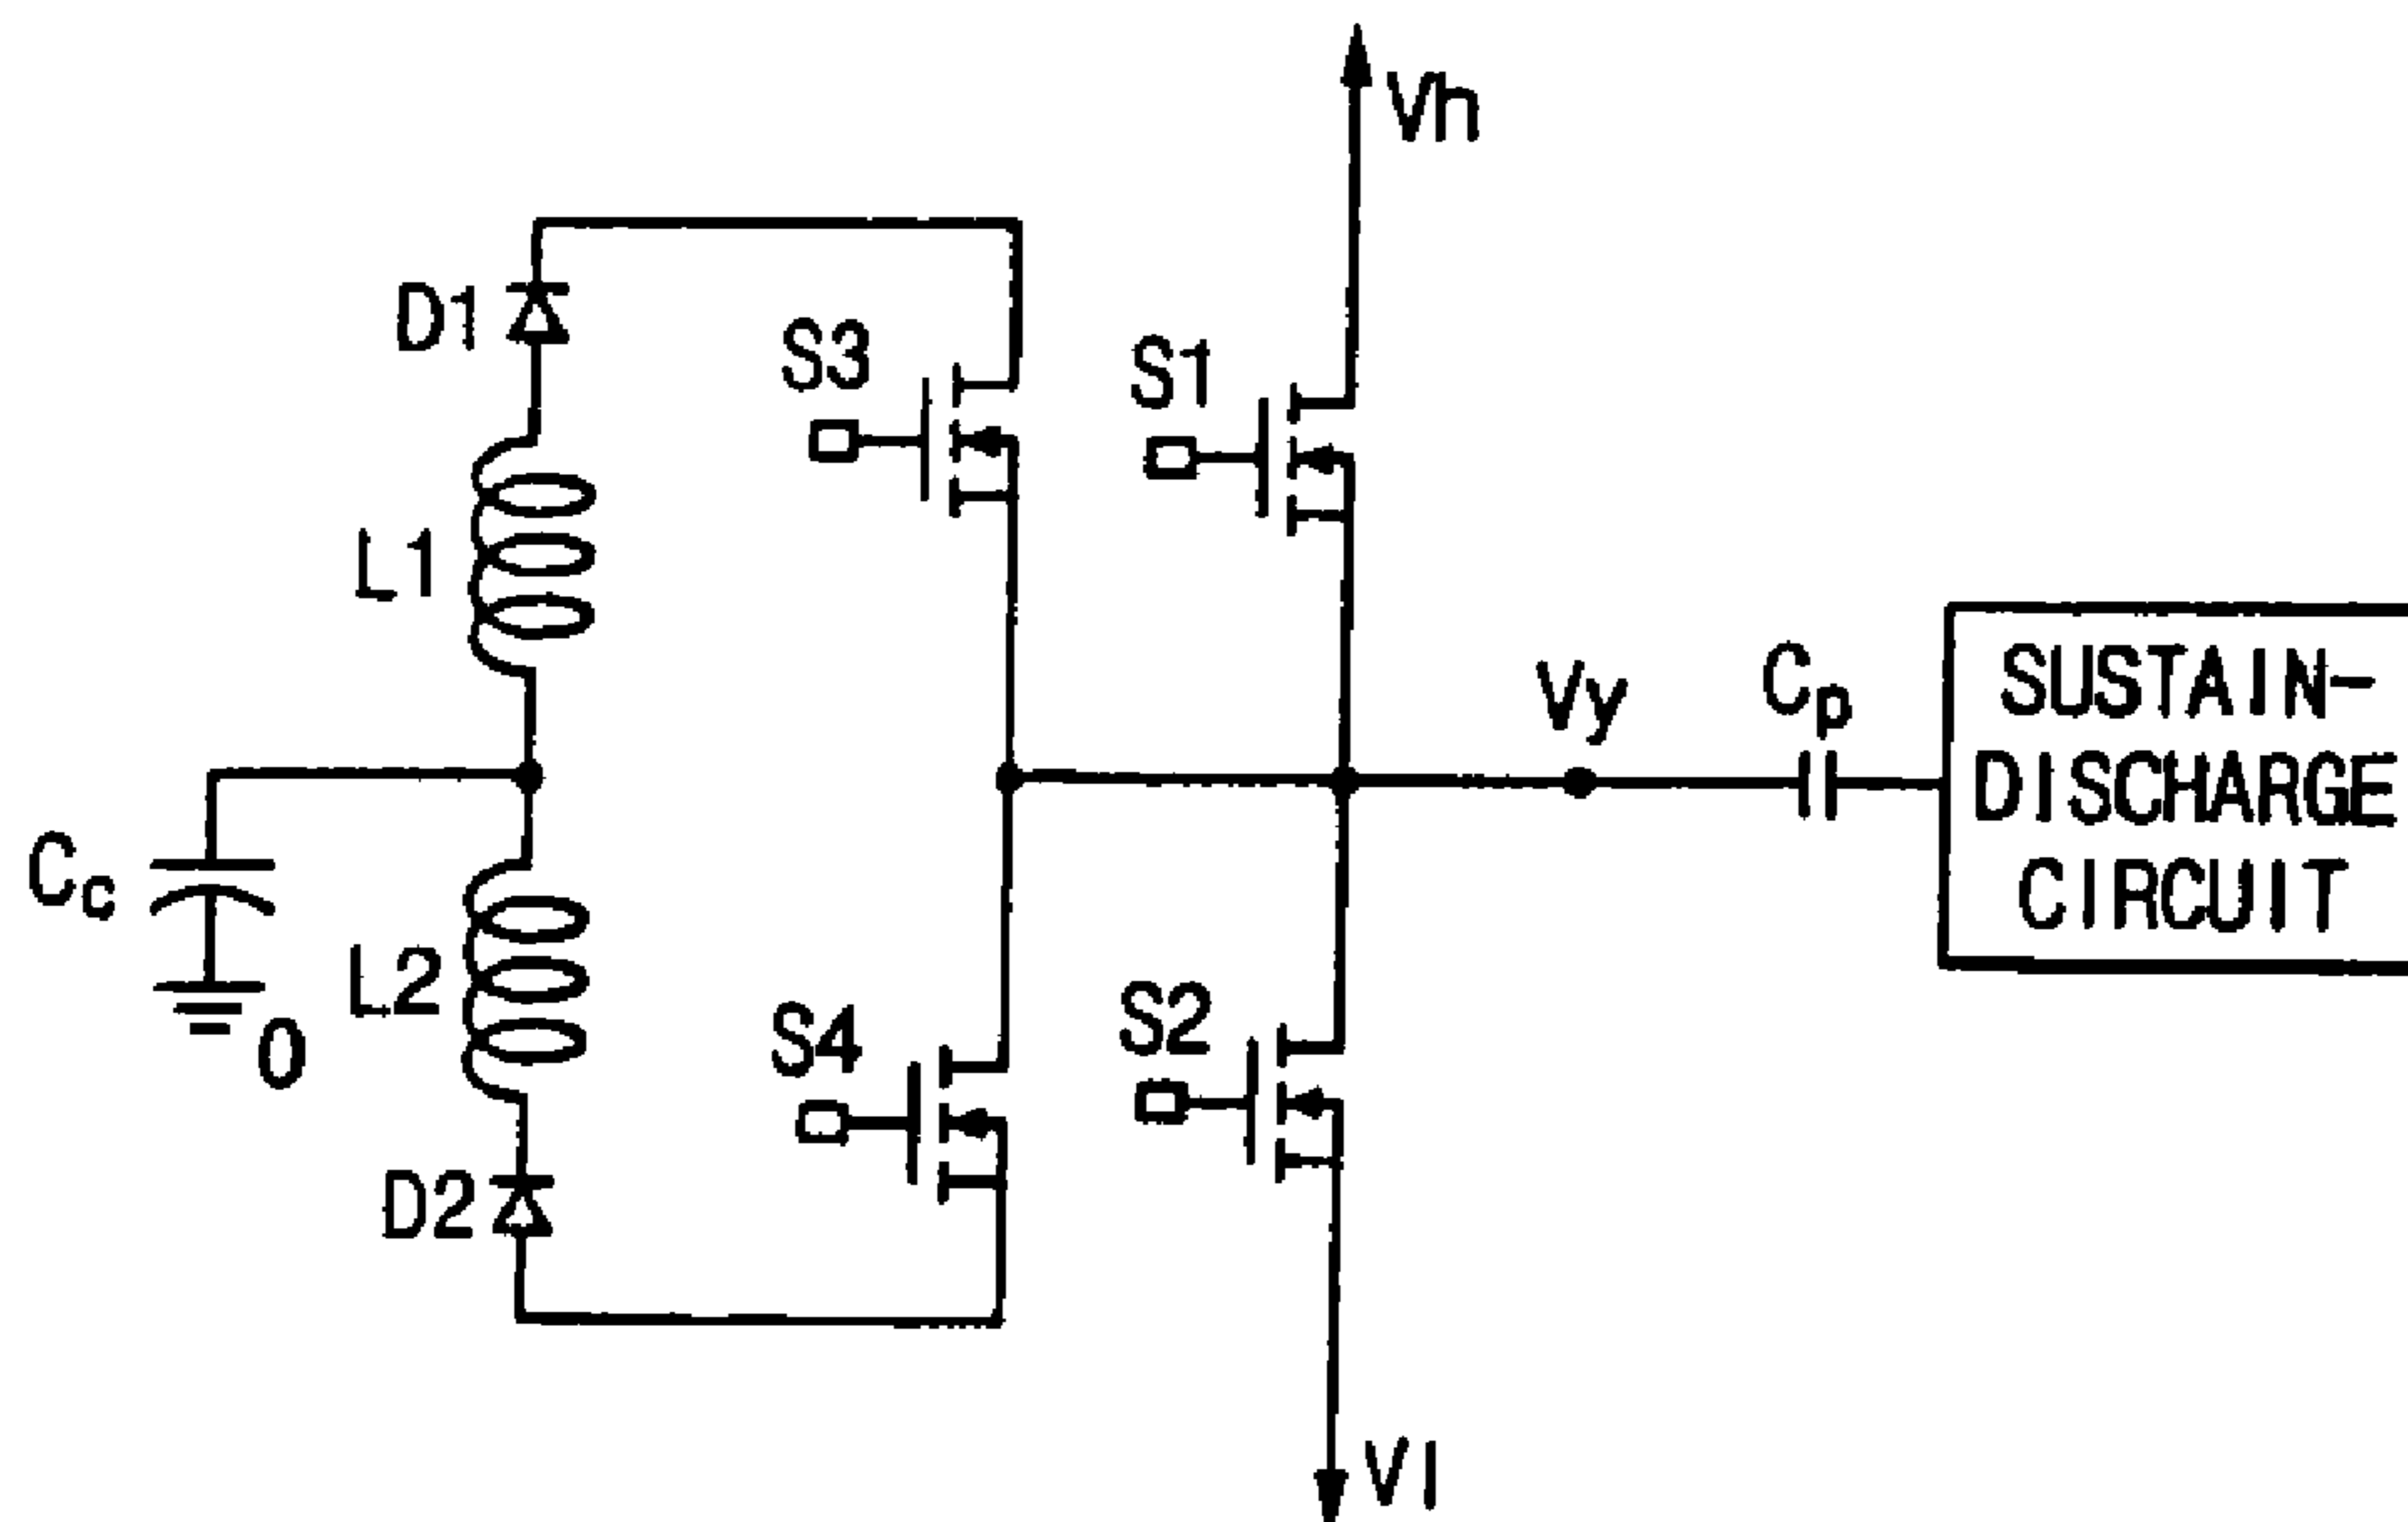 Vh
D1
S3
S1
L1
Vy
Cp
SUSTAIN-
DISCHARGE
CIRCUIT
Cc
L2
0
S4
S2
D2
Vl